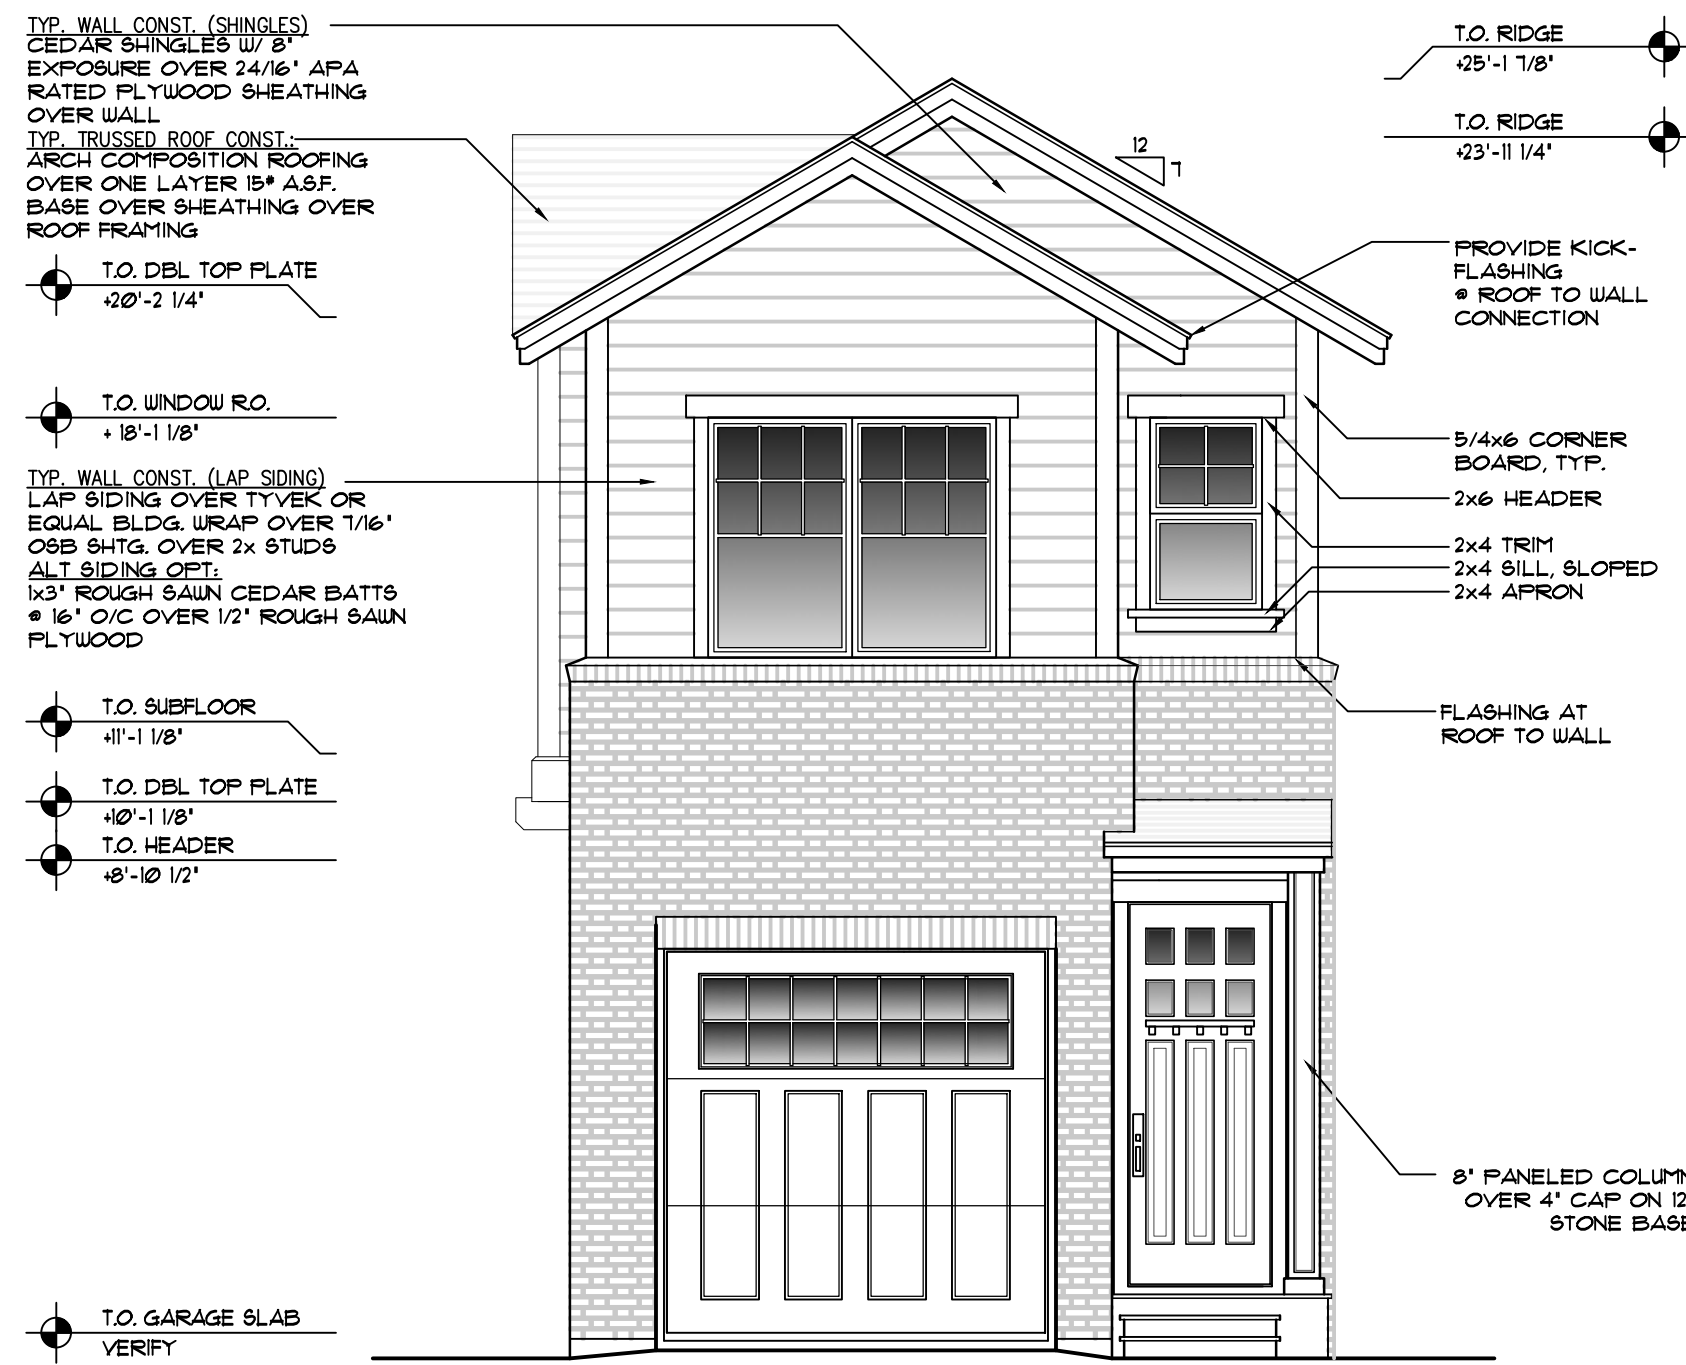 TYP. WALL CONST. (SHINGLES)
CEDAR SHINGLES W/ 8"
EXPOSURE OVER 24/16" APA
RATED PLYWOOD SHEATHING
OVER WALL
TYP. TRUSSED ROOF CONST.:
ARCH COMPOSITION ROOFING
OVER ONE LAYER 15# A.S.F.
BASE OVER SHEATHING OVER
ROOF FRAMING
T.O. DBL TOP PLATE
+20'-2 1/4"
T.O. WINDOW R.O.
+ 18'-1 1/8"
TYP. WALL CONST. (LAP SIDING)
LAP SIDING OVER TYVEK OR
EQUAL BLDG. WRAP OVER 7/16"
OSB SHTG. OVER 2x STUDS
ALT SIDING OPT:
1x3" ROUGH SAWN CEDAR BATTS
@ 16" O/C OVER 1/2" ROUGH SAWN
PLYWOOD
T.O. SUBFLOOR
+11'-1 1/8"
T.O. DBL TOP PLATE
+10'-1 1/8"
T.O. HEADER
+8'-10 1/2"
T.O. GARAGE SLAB
VERIFY
12
7
T.O. RIDGE
+25'-1 7/8"
T.O. RIDGE
+23'-11 1/4"
PROVIDE KICK-
FLASHING
@ ROOF TO WALL
CONNECTION
5/4x6 CORNER
BOARD, TYP.
2x6 HEADER
2x4 TRIM
2x4 SILL, SLOPED
2x4 APRON
FLASHING AT
ROOF TO WALL
8" PANELED COLUMN
OVER 4" CAP ON 12
STONE BASE